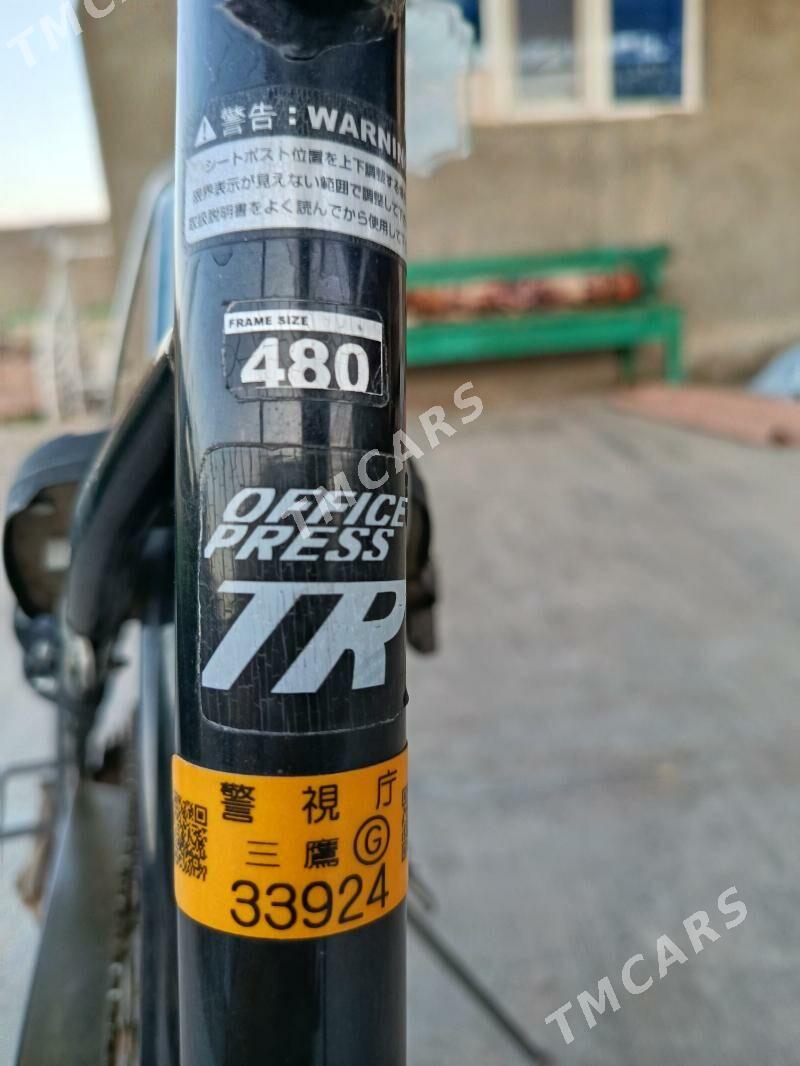 TMCARS
警告：WARNIN
シートポスト位置を上下調整する
限界表示が見えない範囲で調整して
取扱説明書をよく読んでから使用して
FRAME SIZE
480
TMCARS
OFFICE
PRESS
TR
警視庁
三鷹 G
33924
TMCARS